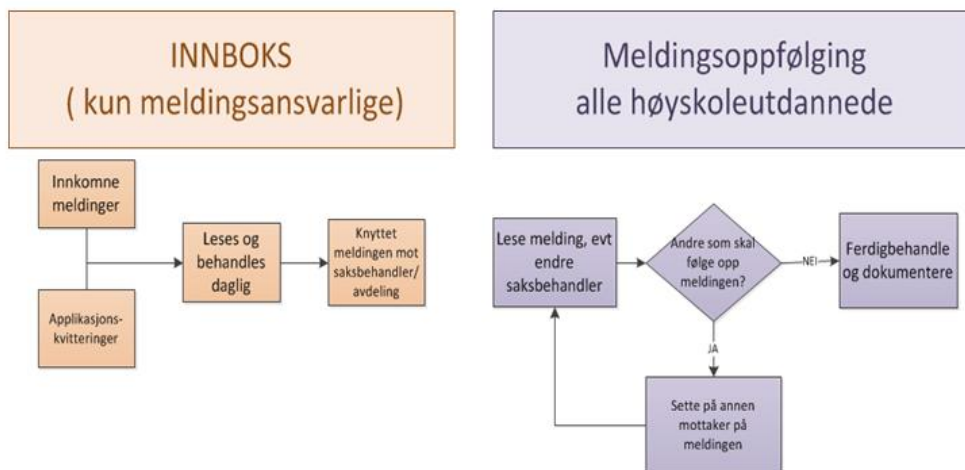 INNBOKS
( kun meldingsansvarlige)
Innkomne
meldinger
Applikasjons-
kvitteringer
Leses og
behandles
daglig
Knyttet
meldingen mot
saksbehandler/
avdeling
Meldingsoppfølging
alle høyskoleutdannede
Lese melding, evt
endre
saksbehandler
Andre som skal
følge opp
meldingen?
NEI
Ferdigbehandle
og dokumentere
JA
Sette på annen
mottaker på
meldingen